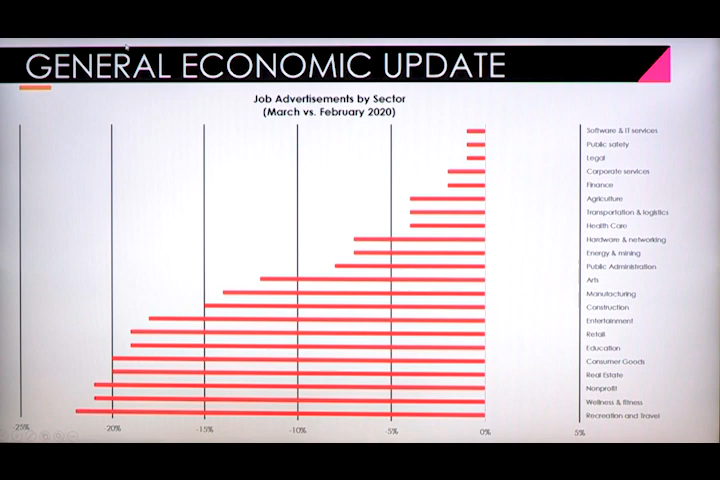 GENERAL ECONOMIC UPDATE
Job Advertisements by Sector
(March vs. February 2020)
Software & IT services
Public safety
Legal
Corporate services
Finance
Agriculture
Transportation & logistics
Health Care
Hardware & networking
Energy & mining
Public Administration
Arts
Manufacturing
Construction
Entertainment
Retail
Education
Consumer Goods
Real Estate
Nonprofit
Wellness & fitness
Recreation and Travel
-25% -20% -15% -10% -5% 0% 5%